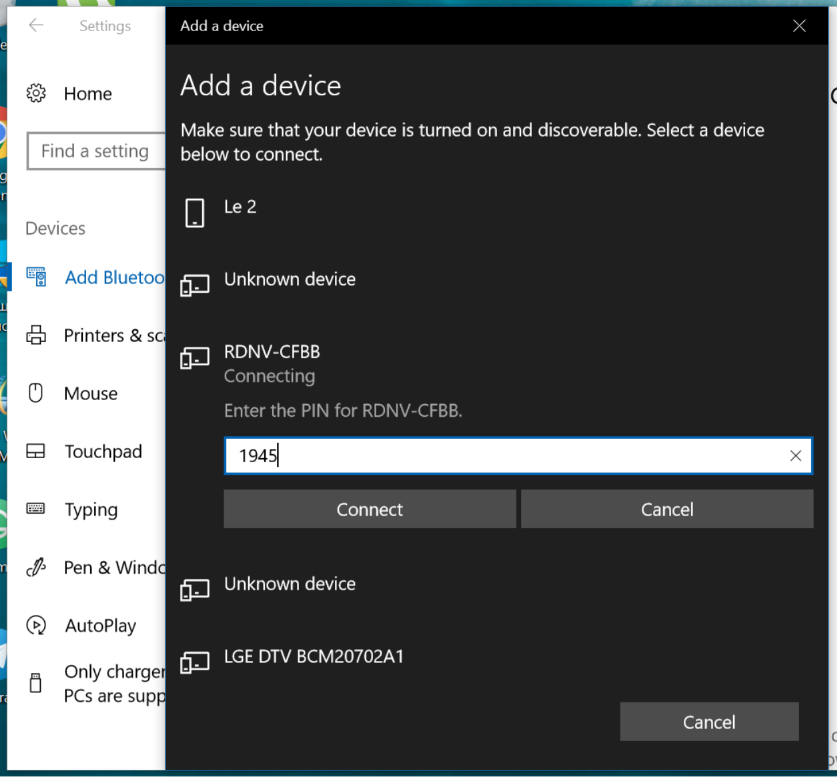 Settings
Home
Find a setting
Devices
Add Bluetoo
Printers & sca
Mouse
Touchpad
Typing
Pen & Windo
AutoPlay
Only charger
PCs are supp
Add a device
Add a device
Make sure that your device is turned on and discoverable. Select a device
below to connect.
Le 2
Unknown device
RDNV-CFBB
Connecting
Enter the PIN for RDNV-CFBB.
1945
Connect
Cancel
Unknown device
LGE DTV BCM20702A1
Cancel